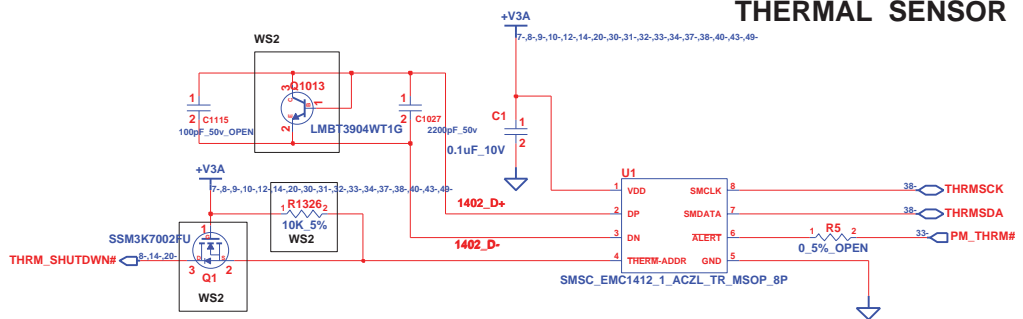 THERMAL SENSOR
+V3A
7-,8-,9-,10-,12-,14-,20-,30-,31-,32-,33-,34-,37-,38-,40-,43-,49-
WS2
Q1013
3
C
B
1
E
2
LMBT3904WT1G
1
2
C1115
100pF_50v_OPEN
1
2
C1027
2200pF_50v
C1
1
2
0.1uF_10V
+V3A
7-,8-,9-,10-,12-,14-,20-,30-,31-,32-,33-,34-,37-,38-,40-,43-,49-
1
R1326
2
10K_5%
WS2
1402_D+
1402_D-
SSM3K7002FU
1
G
D
S
3
2
Q1
WS2
THRM_SHUTDWN#
8-,14-,20-
U1
1
VDD
SMCLK
8
38-
THRMSCK
2
DP
SMDATA
7
38-
THRMSDA
3
DN
ALERT
6
1
R5
2
0_5%_OPEN
33-
PM_THRM#
4
THERM-ADDR
GND
5
SMSC_EMC1412_1_ACZL_TR_MSOP_8P